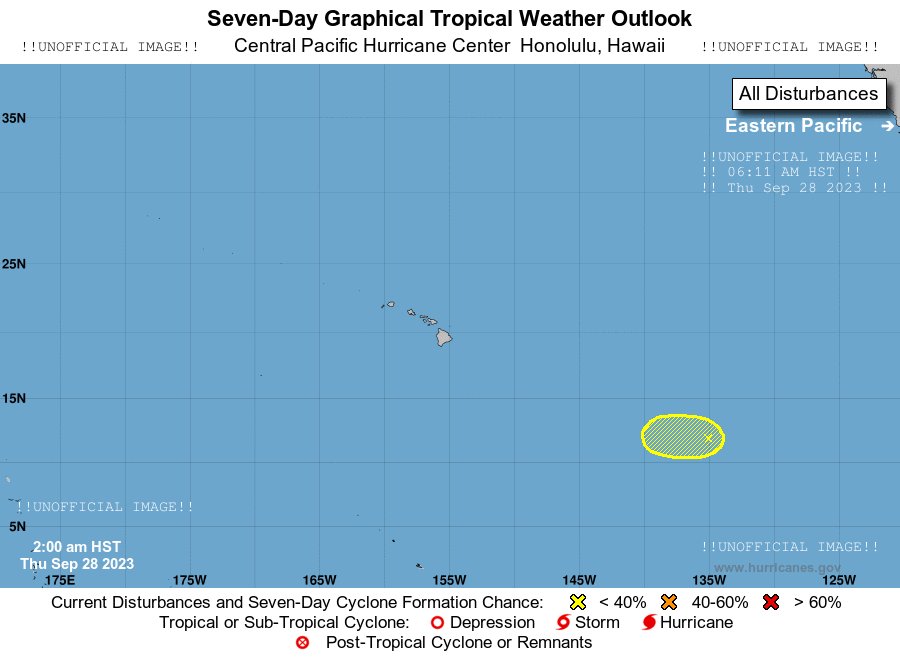 Seven-Day Graphical Tropical Weather Outlook
!!UNOFFICIAL IMAGE!! Central Pacific Hurricane Center Honolulu, Hawaii !!UNOFFICIAL IMAGE!!
All Disturbances
35N
Eastern Pacific
!!UNOFFICIAL IMAGE!!
!! 06:11 AM HST !!
!! Thu Sep 28 2023 !!
25N
15N
!!UNOFFICIAL IMAGE!!
5N
2:00 am HST
Thu Sep 28 2023
!!UNOFFICIAL IMAGE!!
www.hurricanes.gov
175E 175W 165W 155W 145W 135W 125W
Current Disturbances and Seven-Day Cyclone Formation Chance: < 40% 40-60% > 60%
Tropical or Sub-Tropical Cyclone: Depression Storm Hurricane
Post-Tropical Cyclone or Remnants